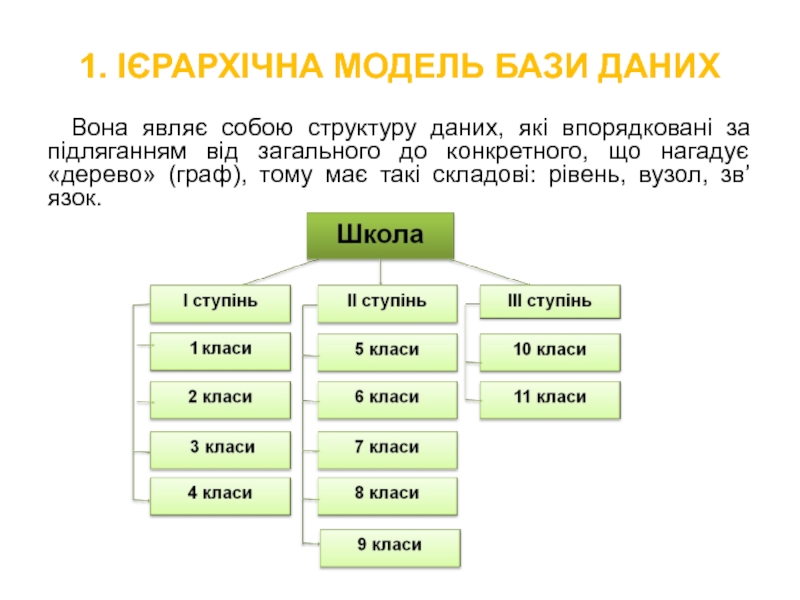 1. ІЄРАРХІЧНА МОДЕЛЬ БАЗИ ДАНИХ
Вона являє собою структуру даних, які впорядковані за
підляганням від загального до конкретного, що нагадує
«дерево» (граф), тому має такі складові: рівень, вузол, зв’
язок.
Школа
І ступінь
ІІ ступінь
ІІІ ступінь
1 класи
5 класи
10 класи
2 класи
6 класи
11 класи
3 класи
7 класи
4 класи
8 класи
9 класи